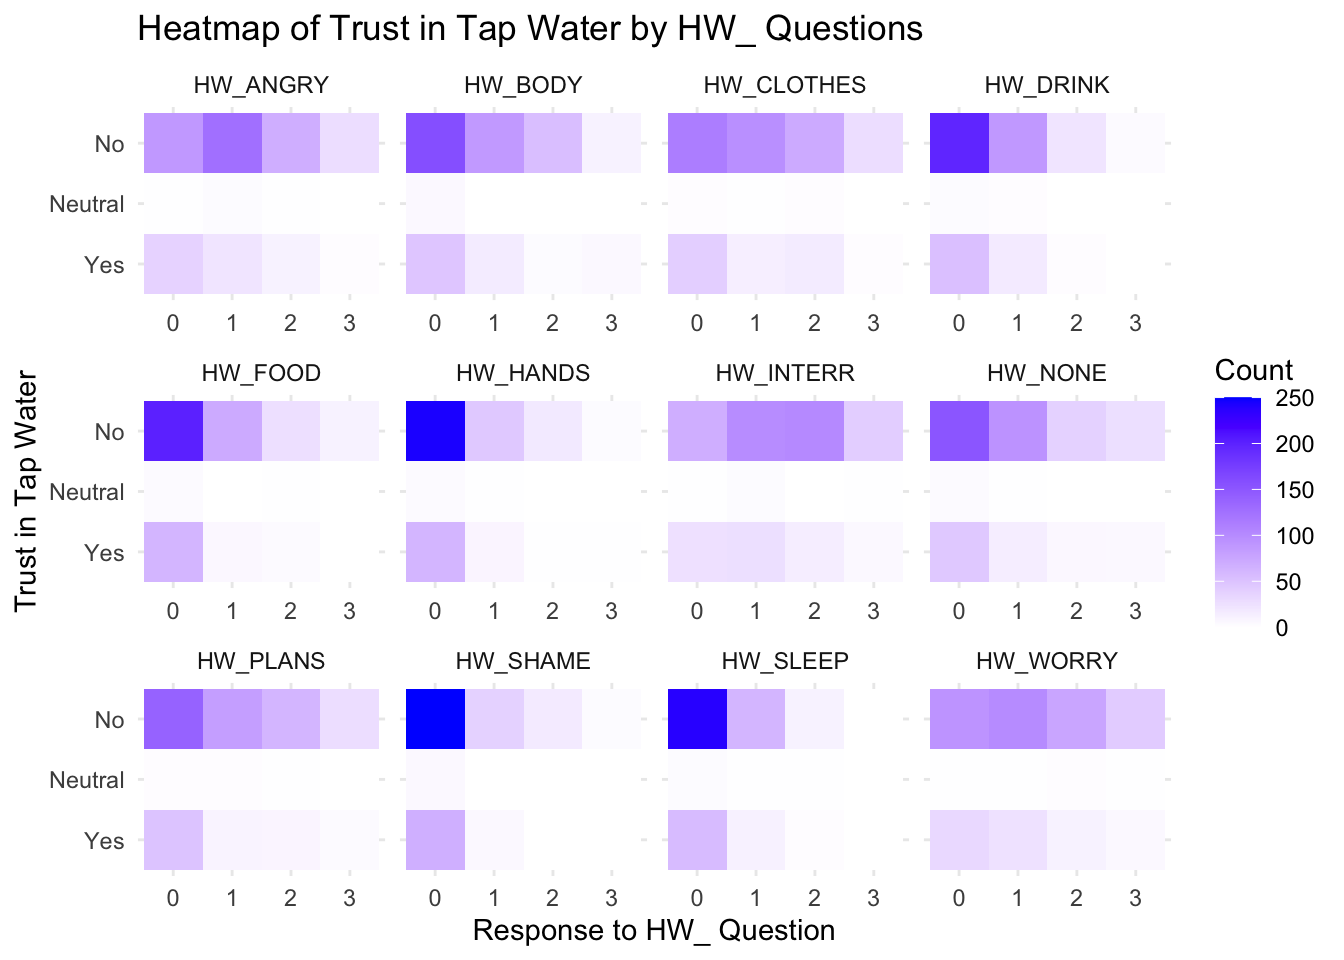 Heatmap of Trust in Tap Water by HW_ Questions
HW_ANGRY HW_BODY HW_CLOTHES HW_DRINK
No
Neutral
Yes
0 1 2 3 0 1 2 3 0 1 2 3 0 1 2 3
HW_FOOD HW_HANDS HW_INTERR HW_NONE
No
Neutral
Yes
0 1 2 3 0 1 2 3 0 1 2 3 0 1 2 3
HW_PLANS HW_SHAME HW_SLEEP HW_WORRY
No
Neutral
Yes
0 1 2 3 0 1 2 3 0 1 2 3 0 1 2 3
Response to HW_ Question
Trust in Tap Water
Count
250
200
150
100
50
0